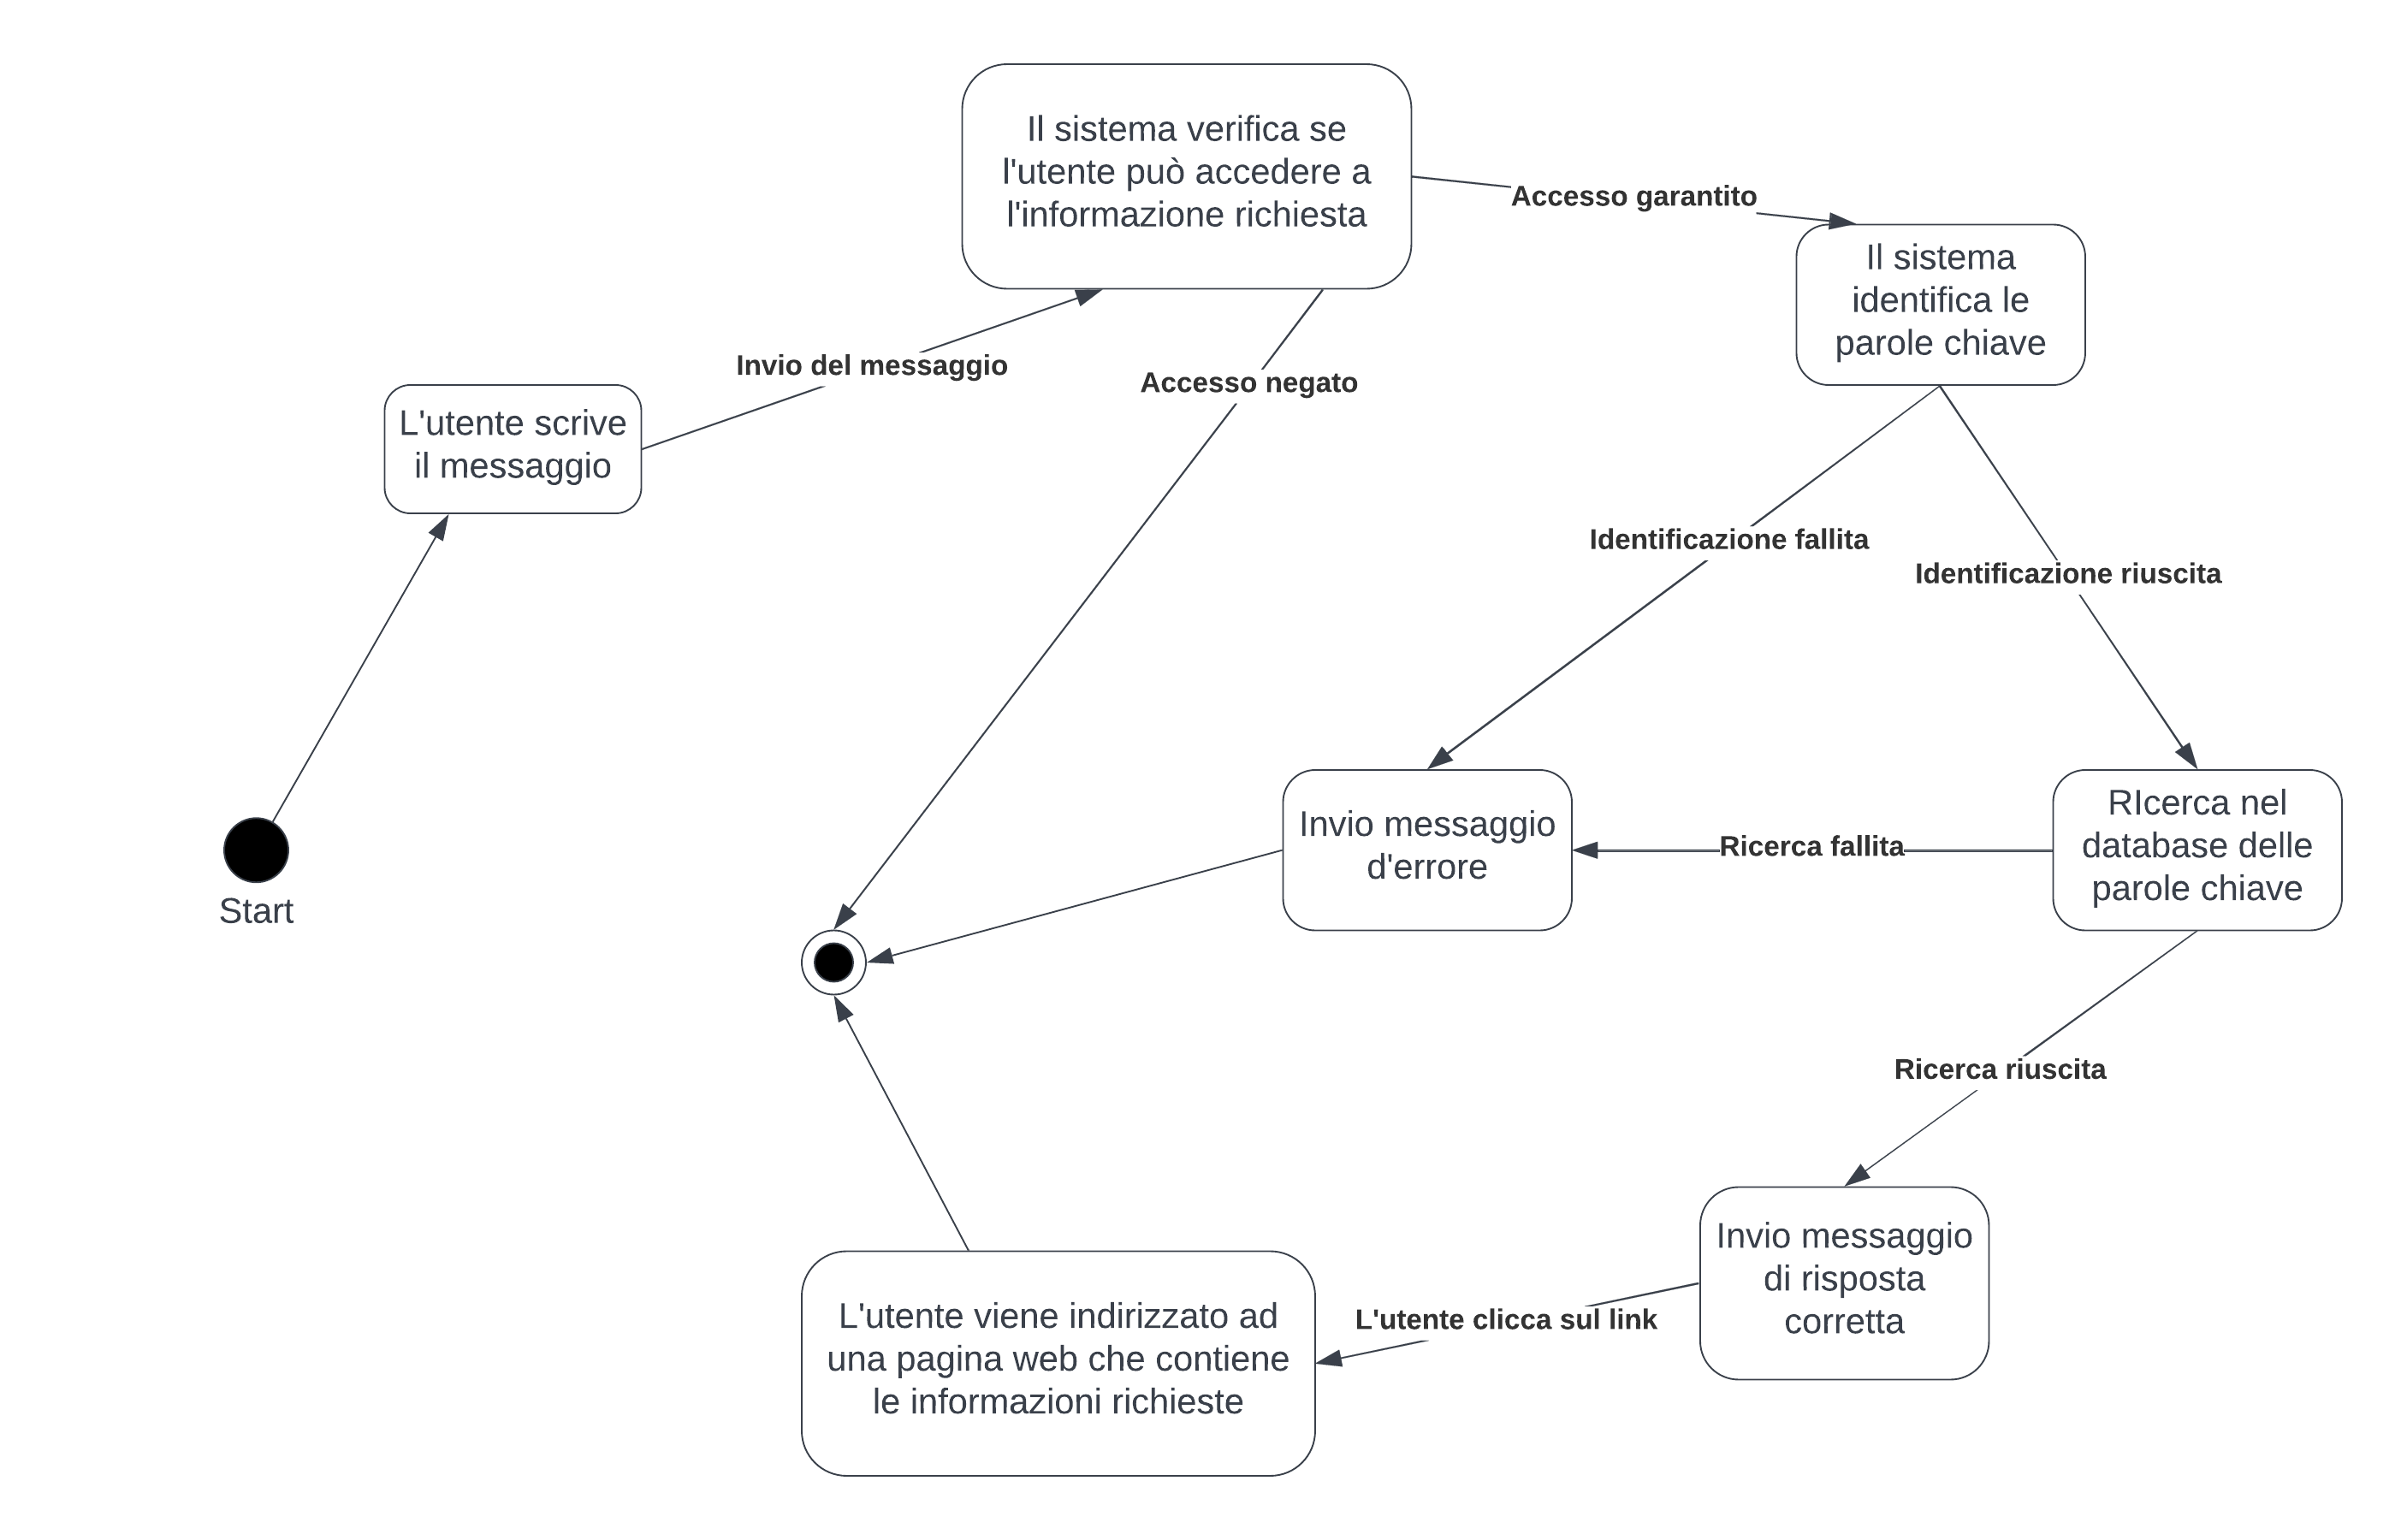 Il sistema verifica se
l'utente può accedere a
l'informazione richiesta
Accesso garantito
Il sistema
identifica le
parole chiave
Invio del messaggio
Accesso negato
L'utente scrive
il messaggio
Identificazione fallita
Identificazione riuscita
Invio messaggio
d'errore
Ricerca fallita
RIcerca nel
database delle
parole chiave
Start
Ricerca riuscita
Invio messaggio
di risposta
corretta
L'utente clicca sul link
L'utente viene indirizzato ad
una pagina web che contiene
le informazioni richieste